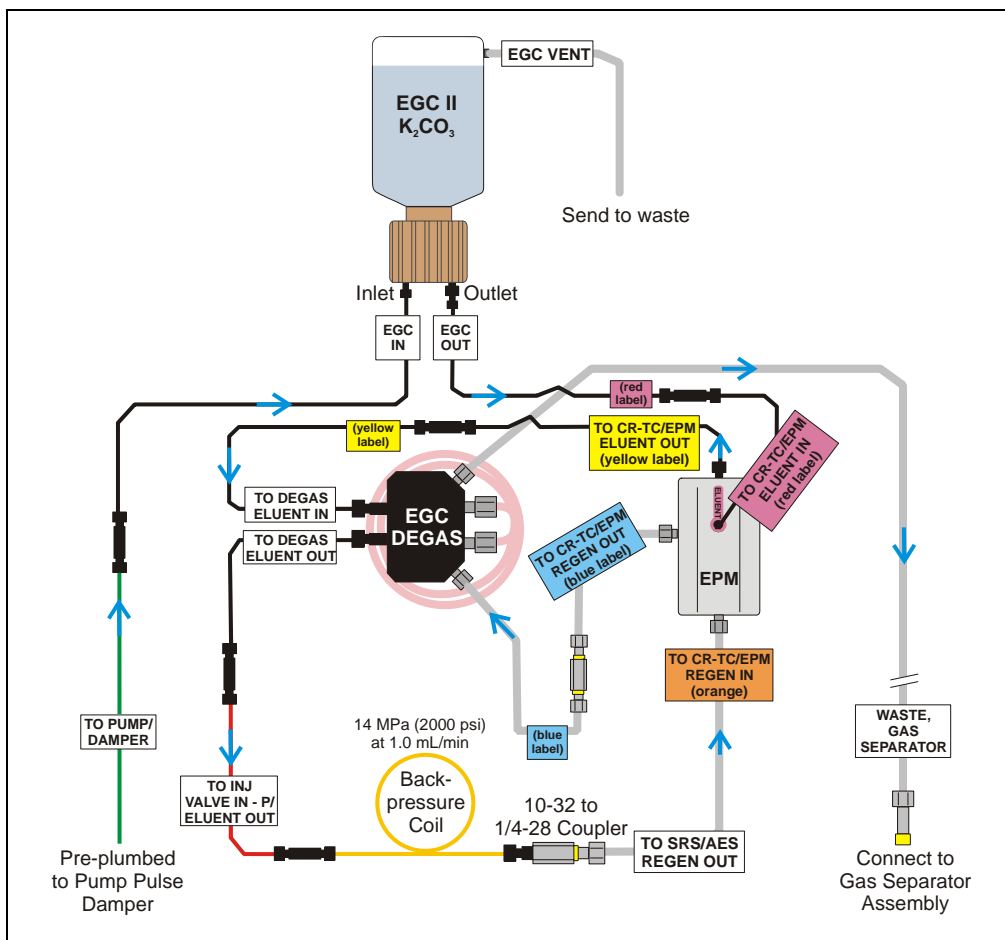 EGC VENT
EGC II
K₂CO₃
Send to waste
Inlet
Outlet
EGC
IN
EGC
OUT
(red
label)
(yellow
label)
TO CR-TC/EPM
ELUENT OUT
(yellow label)
TO CR-TC/EPM
ELUENT IN
(red label)
ELUENT
TO DEGAS
ELUENT IN
TO DEGAS
ELUENT OUT
EGC
DEGAS
TO CR-TC/EPM
REGEN OUT
(blue label)
EPM
TO CR-TC/EPM
REGEN IN
(orange)
TO PUMP/
DAMPER
14 MPa (2000 psi)
at 1.0 mL/min
(blue
label)
WASTE,
GAS
SEPARATOR
TO INJ
VALVE IN - P/
ELUENT OUT
Back-
pressure
Coil
10-32 to
1/4-28 Coupler
TO SRS/AES
REGEN OUT
Pre-plumbed
to Pump Pulse
Damper
Connect to
Gas Separator
Assembly